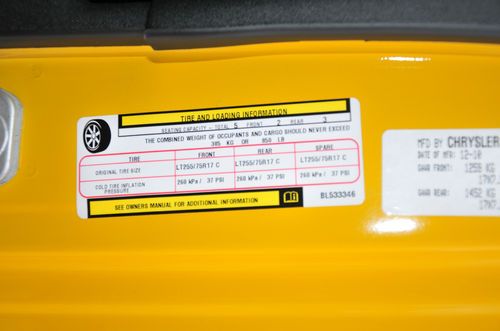 TIRE AND LOADING INFORMATION
SEATING CAPACITY - TOTAL 5 FRONT 2 REAR 3
THE COMBINED WEIGHT OF OCCUPANTS AND CARGO SHOULD NEVER EXCEED
385 KG OR 850 LB
TIRE FRONT REAR SPARE
ORIGINAL TIRE SIZE LT255/75R17 C LT255/75R17 C LT255/75R17 C
COLD TIRE INFLATION PRESSURE 260 kPa / 37 PSI 260 kPa / 37 PSI 260 kPa / 37 PSI
SEE OWNERS MANUAL FOR ADDITIONAL INFORMATION BL533346
MFD BY CHRYSLER
DATE OF MFR: 12-10
GAWR FRONT: 1255 KG
17X7.
GAWR REAR: 1452 KG
17X7.